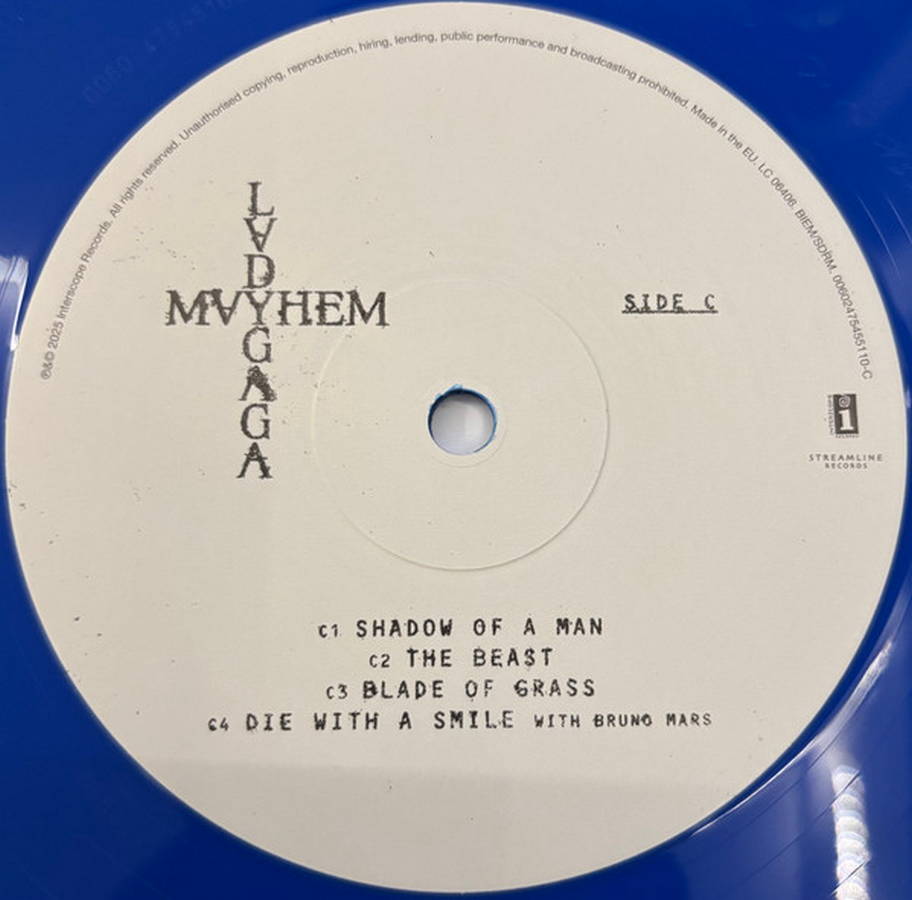 ℗&© 2025 Interscope Records. All rights reserved. Unauthorised copying, reproduction, hiring, lending, public performance and broadcasting prohibited. Made in the EU. LC 06406. BIEM/SDRM. 00602475455110-C
LADY GAGA
MAYHEM
SIDE C
i
INTERSCOPE
RECORDS
STREAMLINE
RECORDS
C1 SHADOW OF A MAN
C2 THE BEAST
C3 BLADE OF GRASS
C4 DIE WITH A SMILE WITH BRUNO MARS